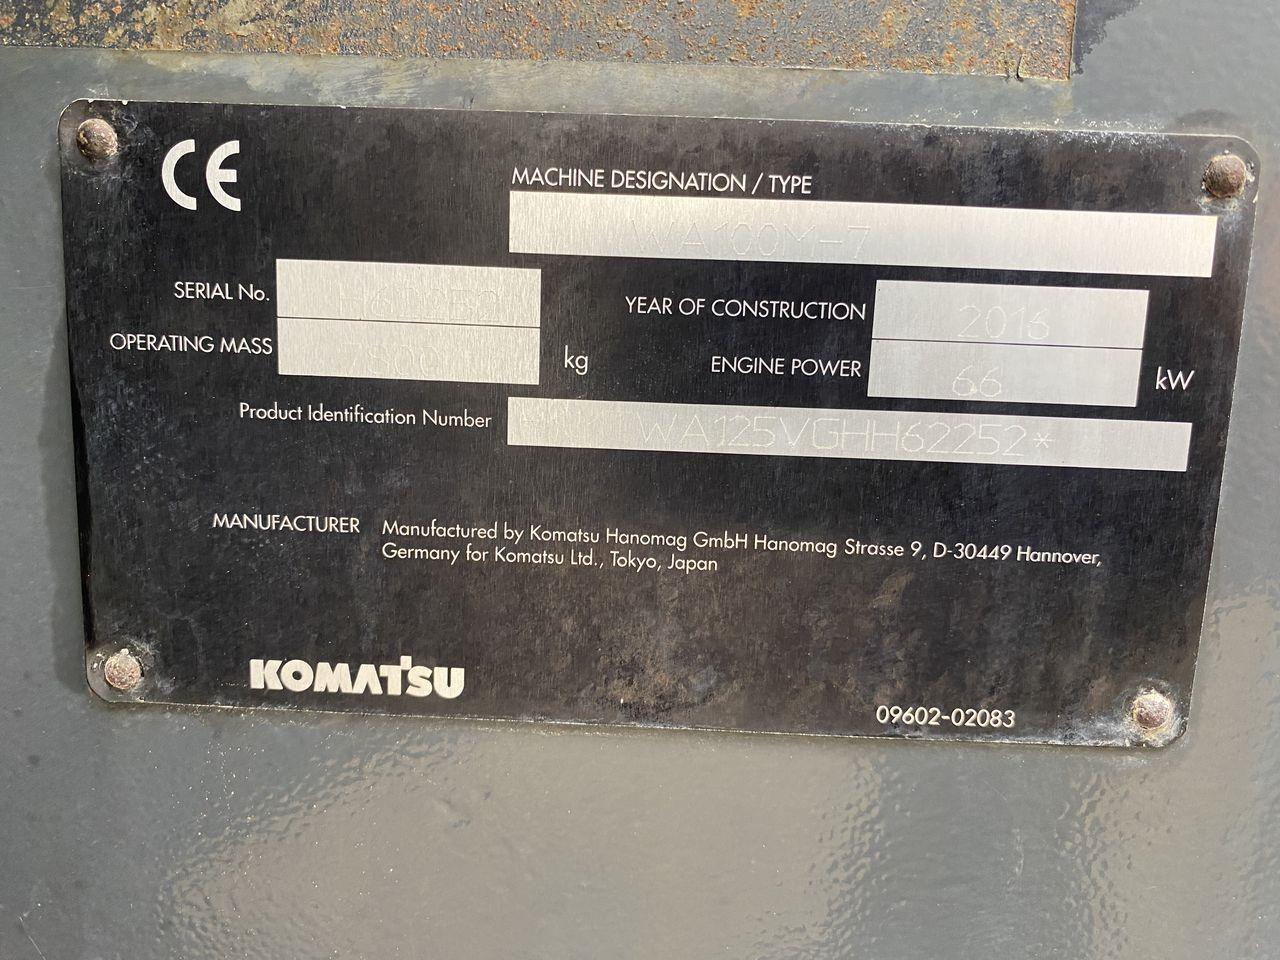 CE
MACHINE DESIGNATION / TYPE
WA100M-7
SERIAL No. H62252
YEAR OF CONSTRUCTION 2016
OPERATING MASS kg
ENGINE POWER 66 kW
Product Identification Number WA125VGHH62252*
MANUFACTURER Manufactured by Komatsu Hanomag GmbH Hanomag Strasse 9, D-30449 Hannover,
Germany for Komatsu Ltd., Tokyo, Japan
KOMATSU
09602-02083